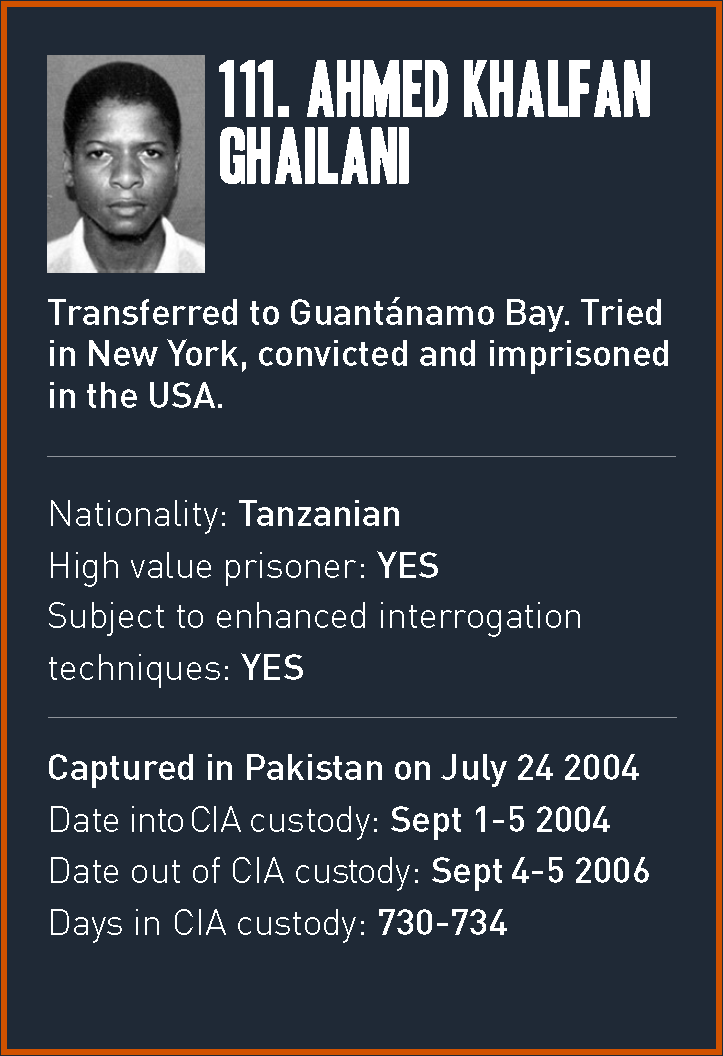 111. AHMED KHALFAN
GHAILANI
Transferred to Guantánamo Bay. Tried
in New York, convicted and imprisoned
in the USA.
Nationality: Tanzanian
High value prisoner: YES
Subject to enhanced interrogation
techniques: YES
Captured in Pakistan on July 24 2004
Date into CIA custody: Sept 1-5 2004
Date out of CIA custody: Sept 4-5 2006
Days in CIA custody: 730-734